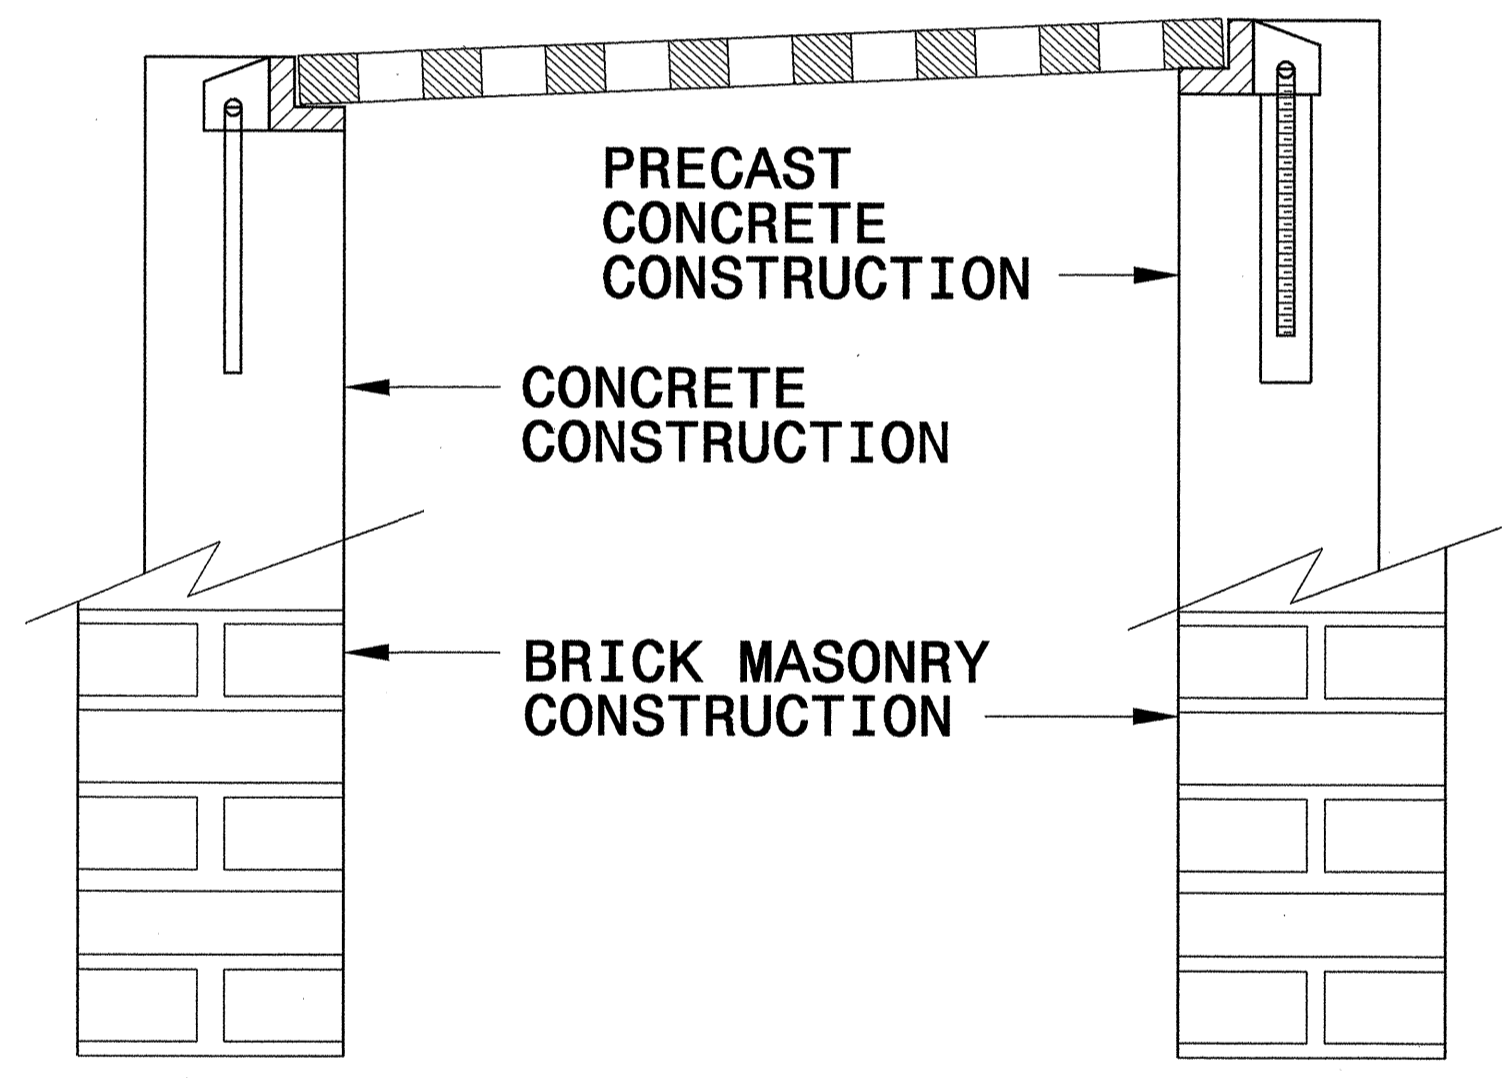 PRECAST
CONCRETE
CONSTRUCTION
CONCRETE
CONSTRUCTION
BRICK MASONRY
CONSTRUCTION